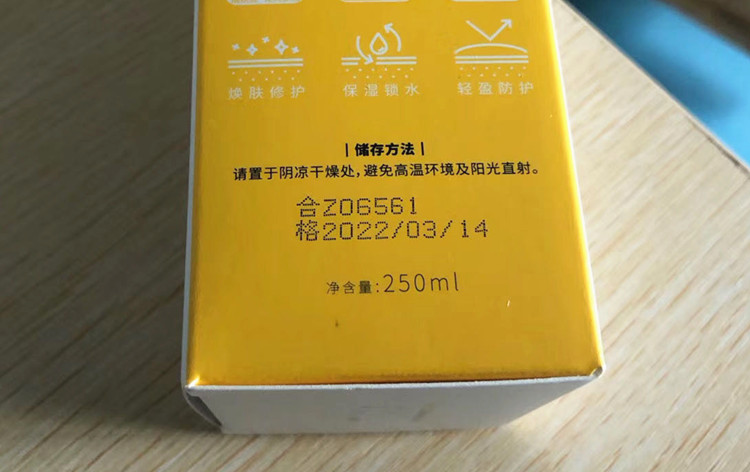 焕肤修护 保湿锁水 轻盈防护
| 储存方法 |
请置于阴凉干燥处,避免高温环境及阳光直射。
合Z06561
格2022/03/14
净含量:250ml